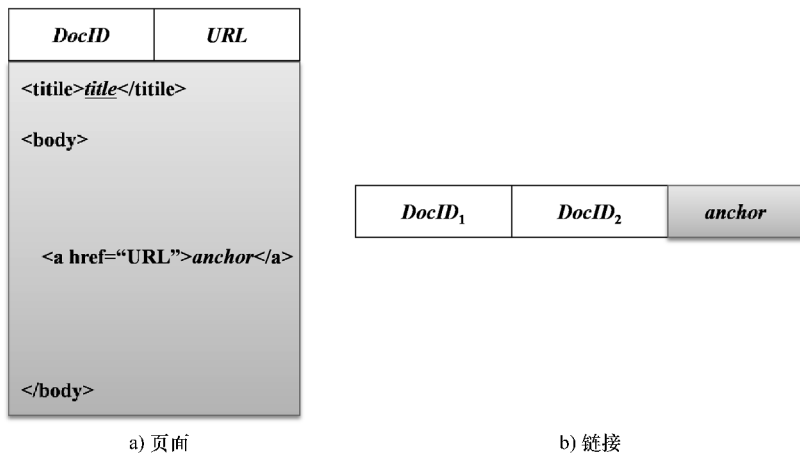 DocID URL
<titile>title</titile>
<body>
<a href=“URL”>anchor</a>
</body>
DocID₁ DocID₂ anchor
a) 页面
b) 链接